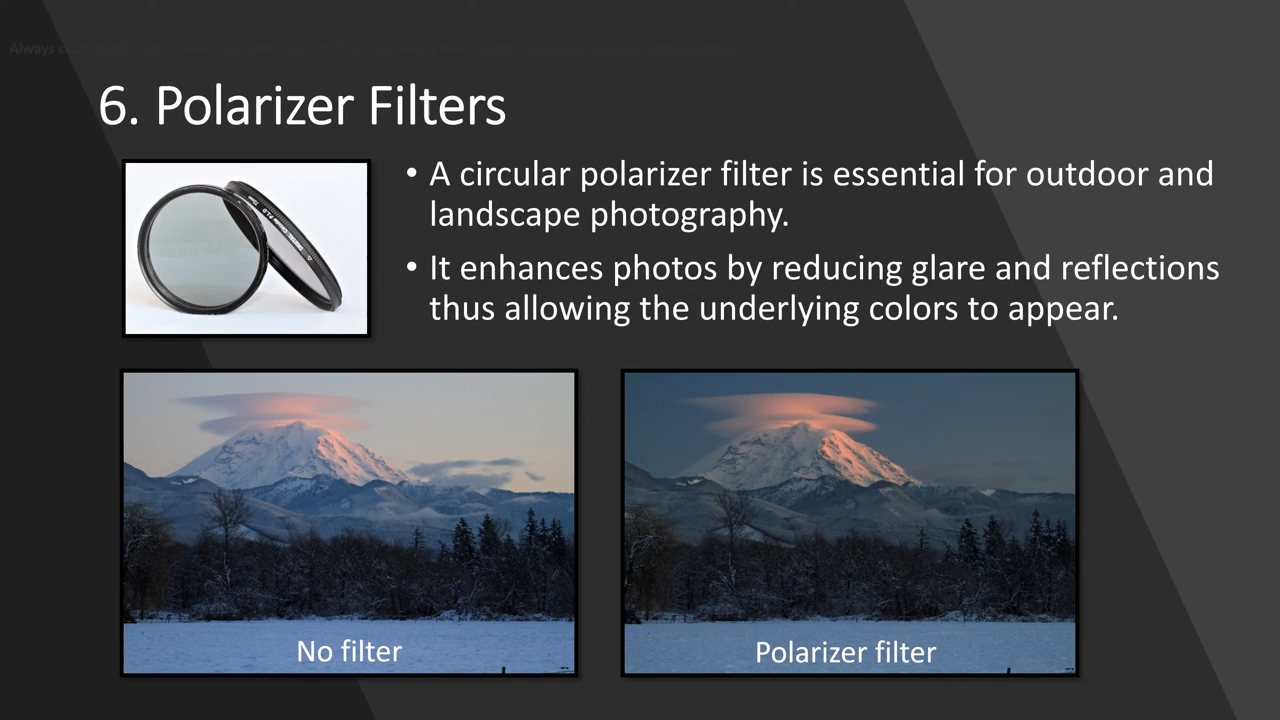 6. Polarizer Filters
• A circular polarizer filter is essential for outdoor and
landscape photography.
• It enhances photos by reducing glare and reflections
thus allowing the underlying colors to appear.
No filter
Polarizer filter